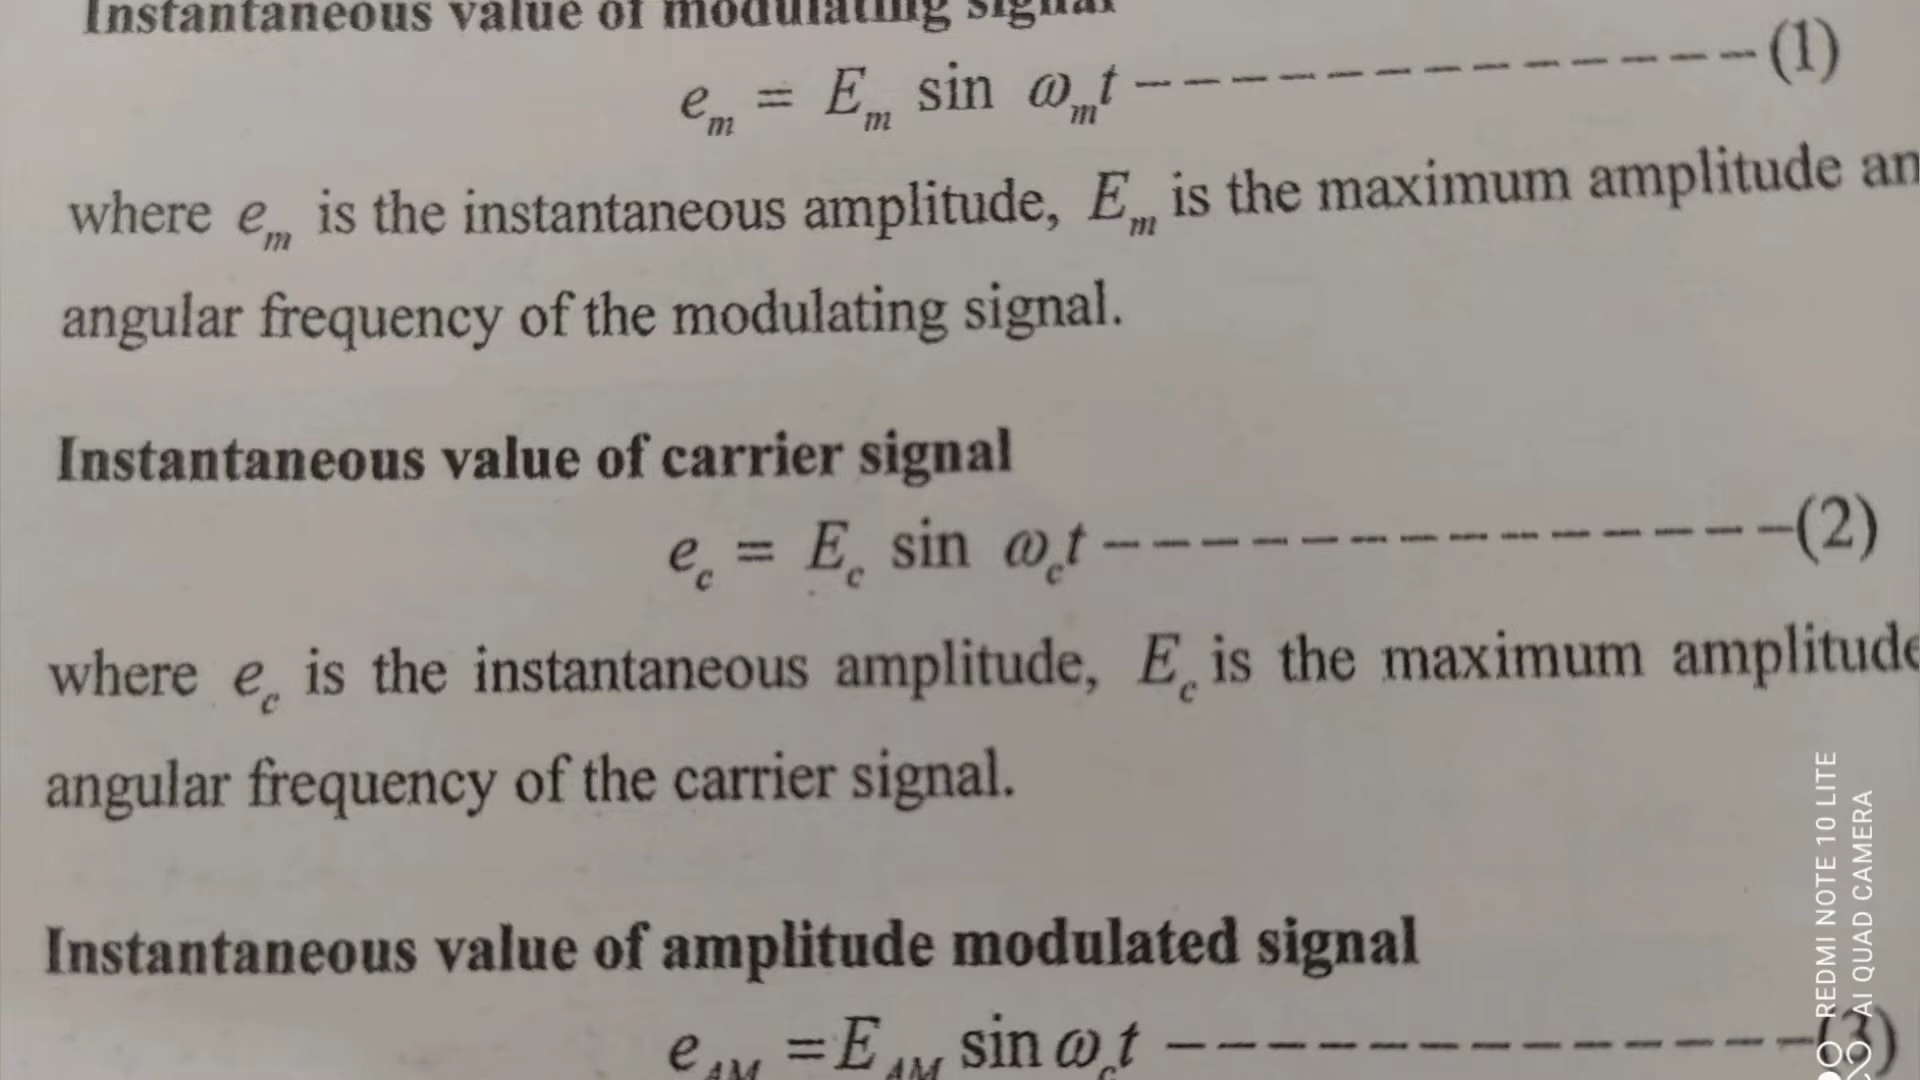 Instantaneous value of modulating signal
e_m = E_m sin ω_m t ---------------(1)
where e_m is the instantaneous amplitude, E_m is the maximum amplitude an
angular frequency of the modulating signal.
Instantaneous value of carrier signal
e_c = E_c sin ω_c t ---------------(2)
where e_c is the instantaneous amplitude, E_c is the maximum amplitude
angular frequency of the carrier signal.
Instantaneous value of amplitude modulated signal
e_AM = E_AM sin ω_c t ---------------(3)
REDMI NOTE 10 LITE
AI QUAD CAMERA